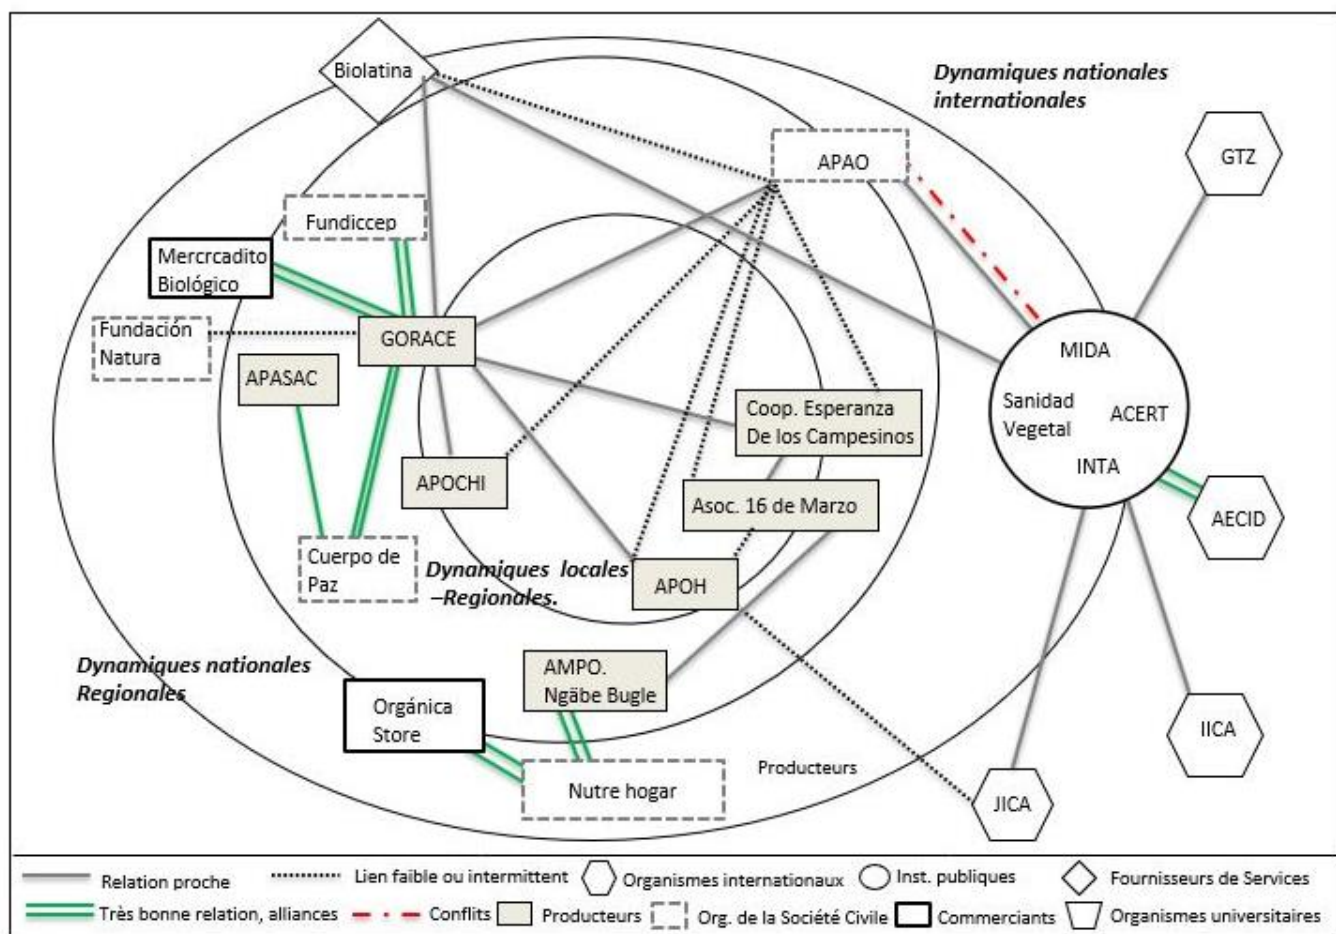 Biolatina
Dynamiques nationales
internationales
GTZ
APAO
Fundiccep
Mercrcadito
Biológico
Fundación
Natura
GORACE
APASAC
MIDA
Sanidad
Vegetal
ACERT
INTA
Coop. Esperanza
De los Campesinos
APOCHI
Asoc. 16 de Marzo
AECID
Cuerpo de
Paz
Dynamiques locales
–Regionales.
APOH
Dynamiques nationales
Regionales
AMPO.
Ngäbe Bugle
Orgánica
Store
IICA
Producteurs
Nutre hogar
JICA
Relation proche
Lien faible ou intermittent
Organismes internationaux
Inst. publiques
Fournisseurs de Services
Très bonne relation, alliances
Conflits
Producteurs
Org. de la Société Civile
Commerciants
Organismes universitaires